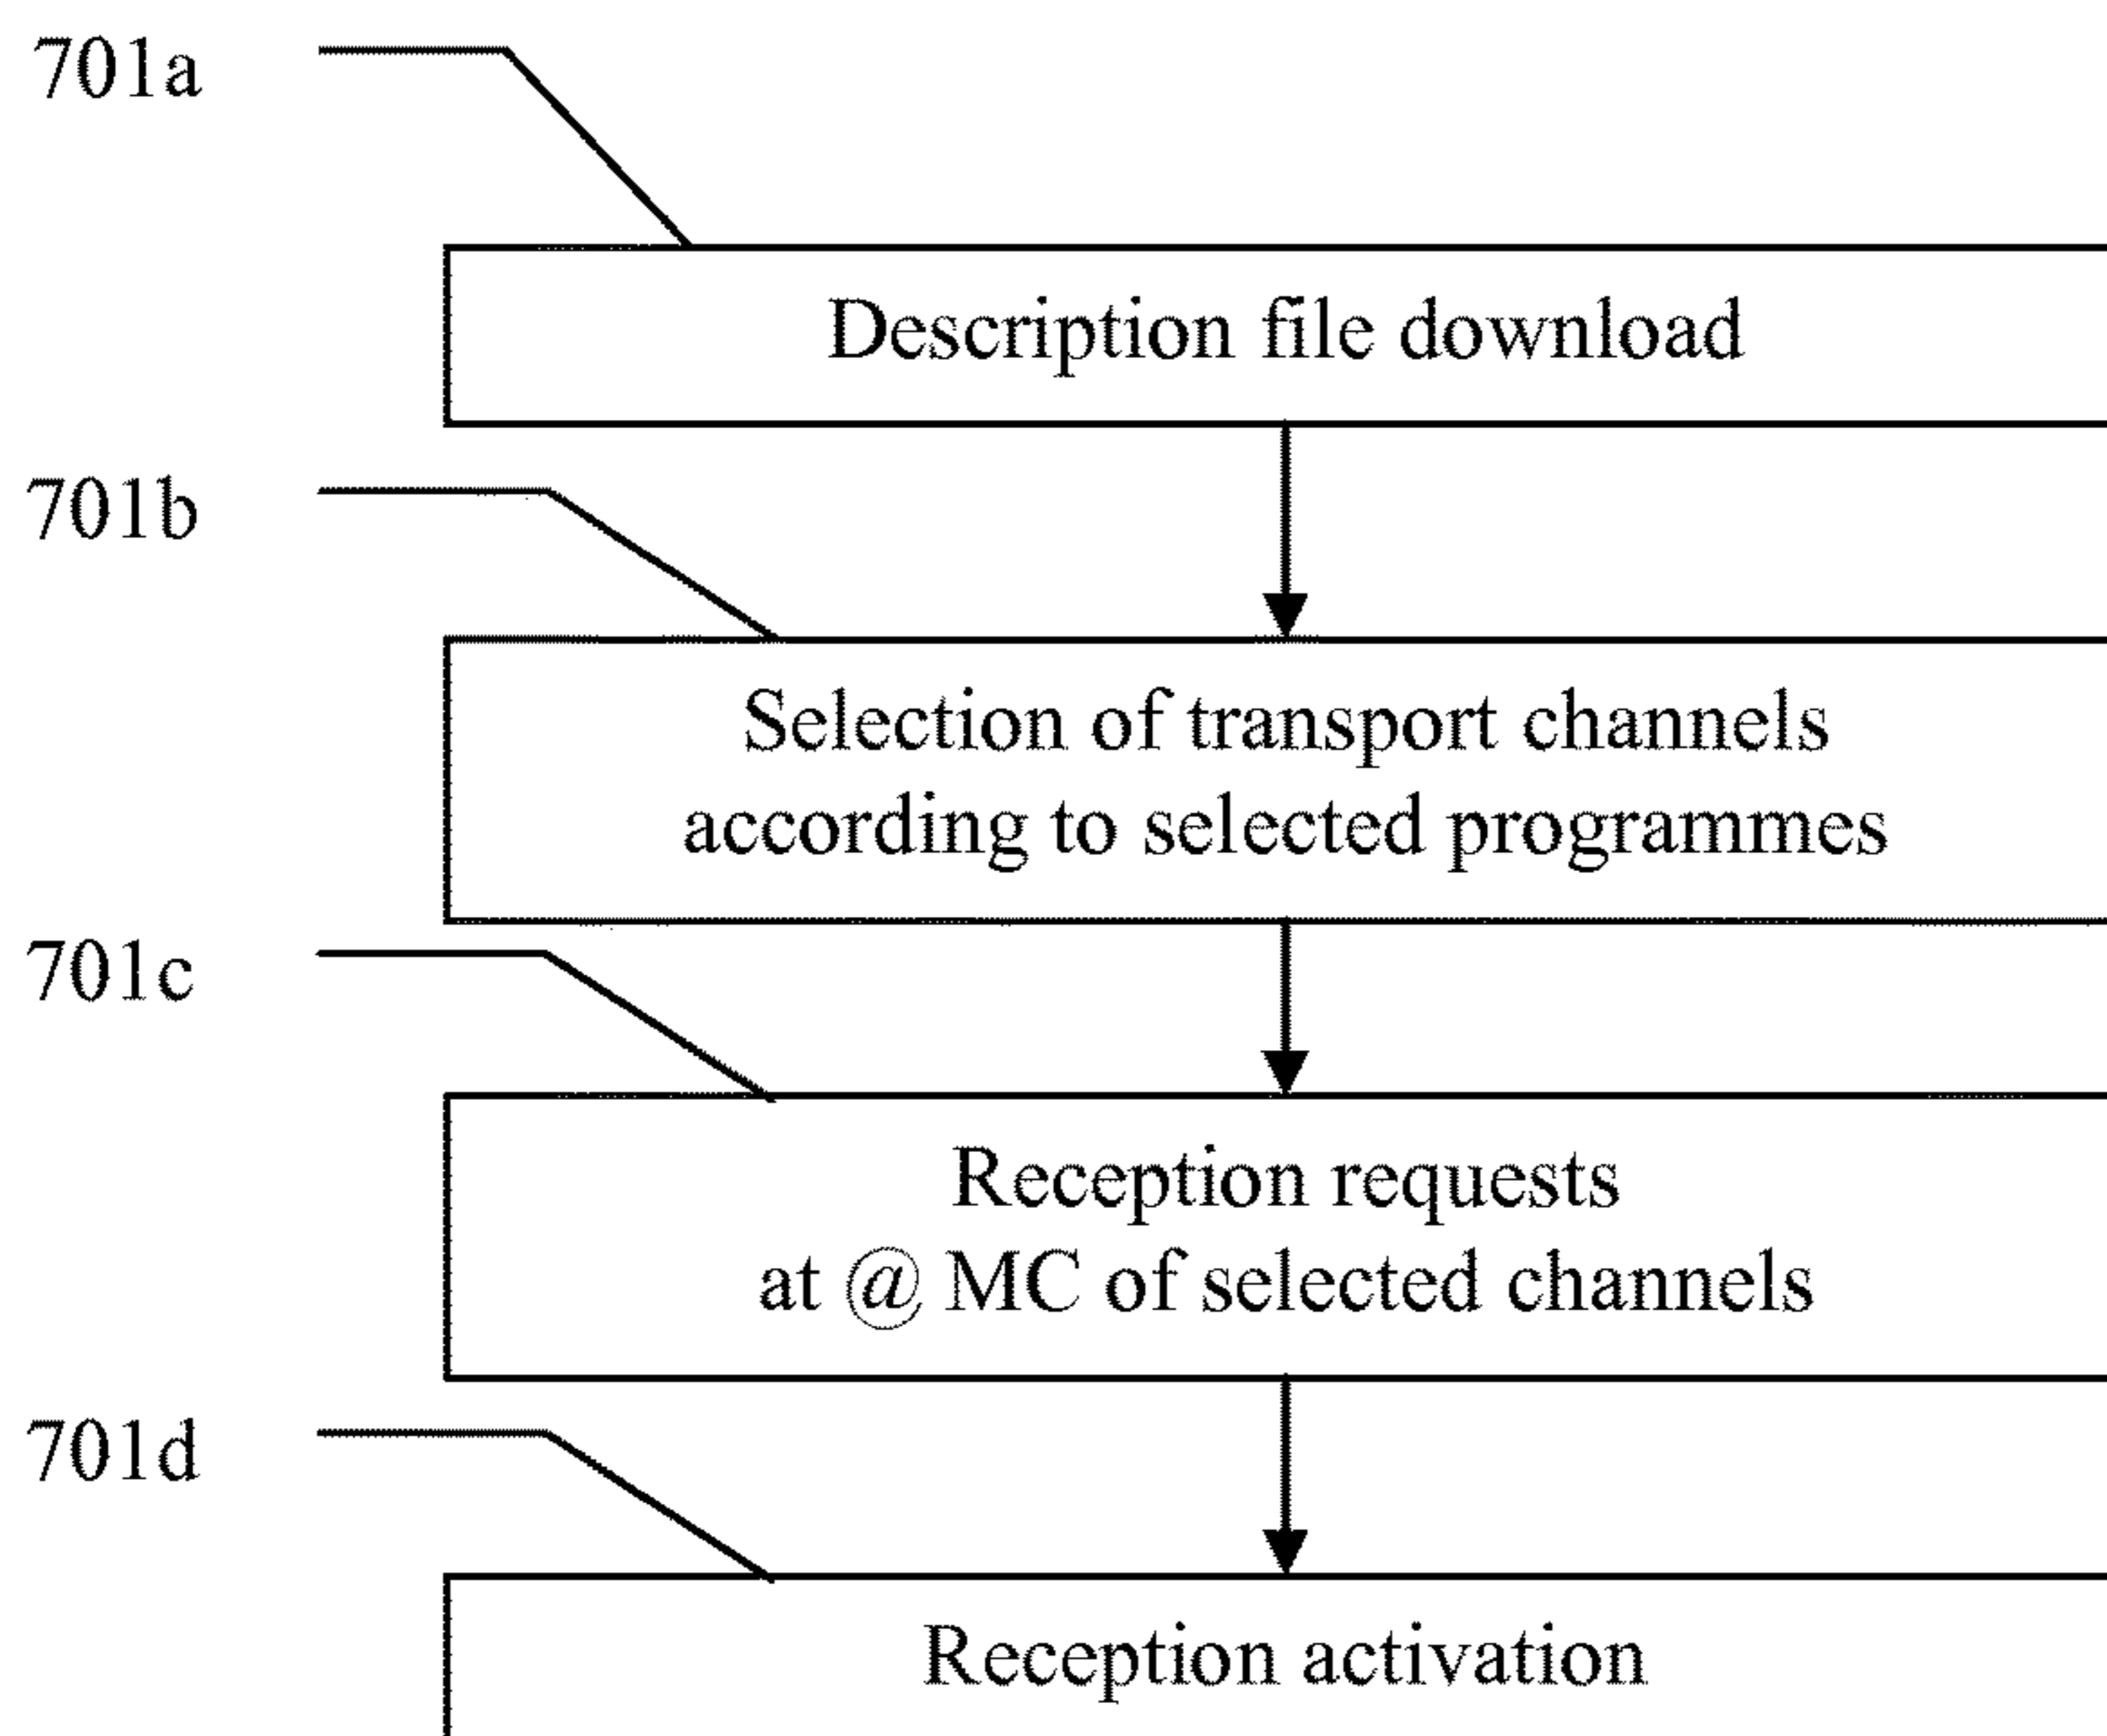 701a
Description file download
701b
Selection of transport channels
according to selected programmes
701c
Reception requests
at @ MC of selected channels
701d
Reception activation